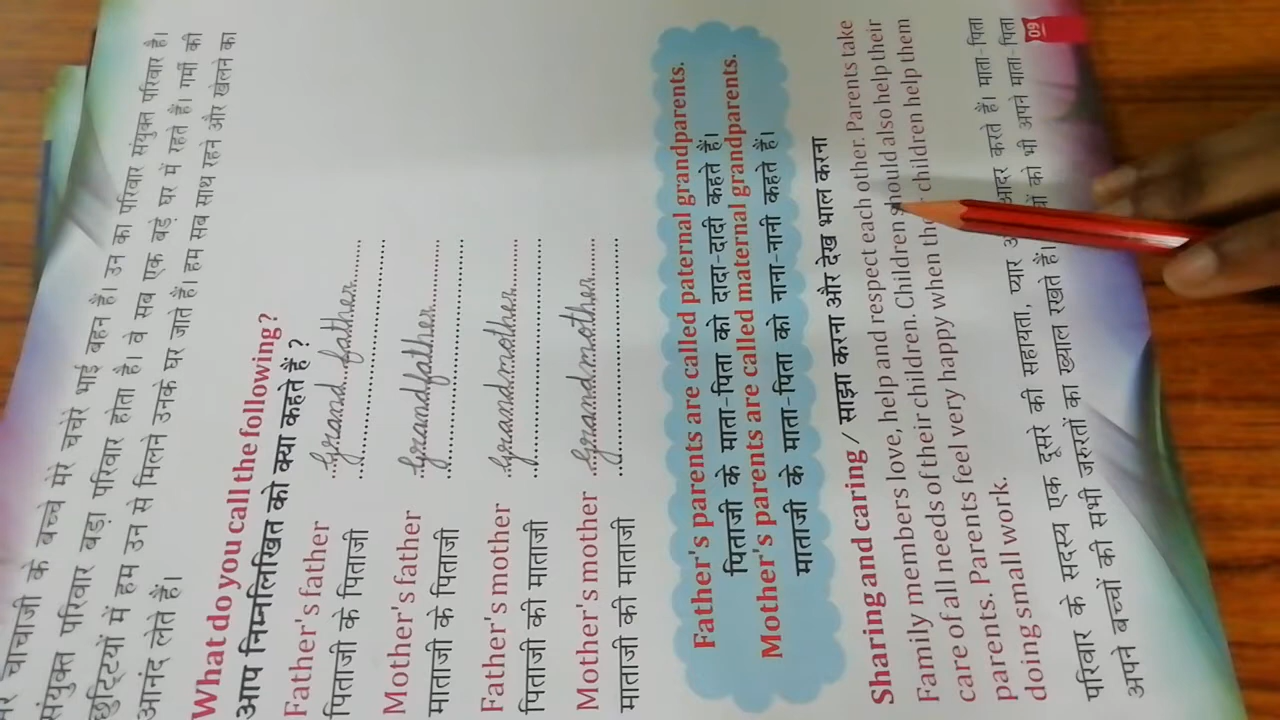 चाचाजी के बच्चे मेरे चचेरे भाई बहन हैं। उन का परिवार संयुक्त परिवार है।
संयुक्त परिवार बड़ा परिवार होता है। वे सब एक बड़े घर में रहते हैं। गर्मी की
छुट्टियों में हम उन से मिलने उनके घर जाते हैं। हम सब साथ रहने और खेलने का
आनंद लेते हैं।
What do you call the following?
आप निम्नलिखित को क्या कहते हैं ?
Father's father Grand father
पिताजी के पिताजी
Mother's father Grandfather
माताजी के पिताजी
Father's mother Grandmother
पिताजी की माताजी
Mother's mother Grandmother
माताजी की माताजी
Father's parents are called paternal grandparents.
पिताजी के माता-पिता को दादा-दादी कहते हैं।
Mother's parents are called maternal grandparents.
माताजी के माता-पिता को नाना-नानी कहते हैं।
Sharing and caring / साझा करना और देख भाल करना
Family members love, help and respect each other. Parents take
care of all needs of their children. Children should also help their
parents. Parents feel very happy when children help them
doing small work.
परिवार के सदस्य एक दूसरे की सहायता, प्यार आदर करते हैं। माता-पिता
अपने बच्चों की सभी जरुरतों का ख्याल रखते हैं। को भी अपने माता-पिता
09